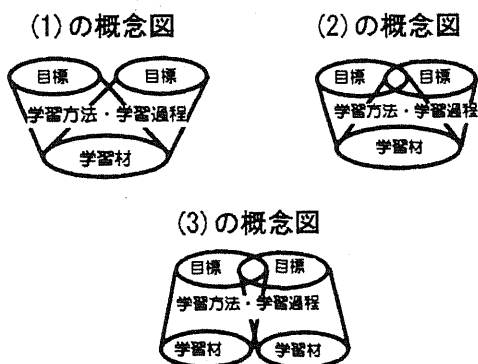 (1)の概念図
(2)の概念図
目標
目標
学習方法・学習過程
学習材
目標
目標
学習方法・学習過程
学習材
(3)の概念図
目標
目標
学習方法・学習過程
学習材
学習材